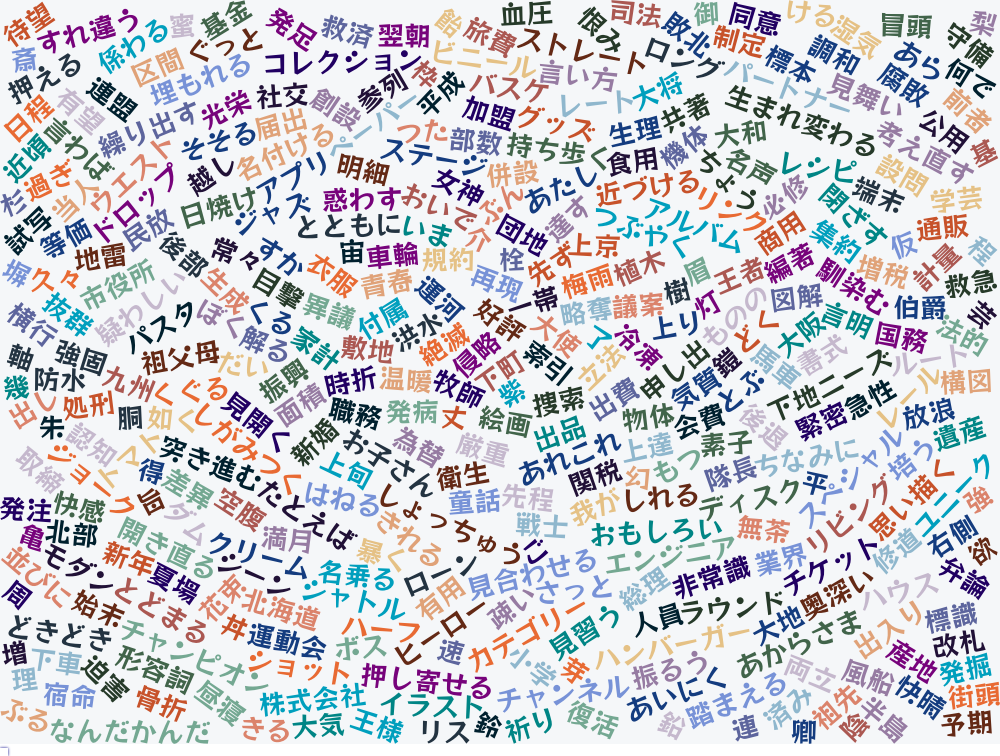 待望
すれ違う
蜜
基金
発足
救済
翌朝
飴
旅費
血圧
恨み
司法
御
同意
ける
湿気
冒頭
梨
斎
係わる
ぐっと
コレクション
ビニール
ストレート
敗北
制定
標本
調和
あら
守備
押える
区間
埋もれる
枠
言い方
ロング
パートナー
見舞い
腐敗
何で
日程
有望
連盟
光栄
社交
創設
参列
平成
バスケ
レート
大将
生まれ変わる
前者
近頃
言わば
繰り出す
そそる
届出
ペーパー
つた
加盟
グッズ
生理
共著
大和
考え直す
公用
基
過ぎ
ウエスト
越し
名付ける
明細
ステージ
部数
持ち歩く
食用
機体
ちょう
名声
レシピ
設問
杉
当人
ドロップ
日焼け
アプリ
惑わす
女神
併設
あたし
近づける
リンク
必修
端末
学芸
試写
等価
民放
ジャズ
とともに
おいで
ぶん
達す
アルバム
閉ざす
通販
地雷
後部
常々
すか
宙
いま
介
団地
つぶやく
商用
集約
仮
程
塀
久々
市役所
生成
目撃
衣服
車輪
規約
栓
先ず
上京
王者
編著
馴染む
増税
計量
救急
抜群
疑わしい
くる
異議
青春
運河
再現
一帯
梅雨
植木
樹
眉
灯
図解
伯爵
芸
横行
パスタ
ぼく
解る
家計
付属
洪水
好評
略奪
議案
上り
ものの
大阪
言明
国務
法的
軸
強固
祖父母
だい
敷地
絶滅
侵略
大使
冷凍
どく
書式
ルート
幾
防水
九州
くぐる
振興
時折
温暖
牧師
下町
索引
立法
申し出
気質
鎧
馬車
下地
ニーズ
構図
出し
処刑
胴
如く
見開く
面積
職務
発病
丈
紫
捜索
出費
物体
会費
とぶ
緊密
急性
レール
放浪
朱
認知
しがみつく
新婚
お子さん
為替
絵画
出品
あれこれ
上達
素子
返済
ちなみに
スペシャル
遺産
取締
ジョーク
得
突き進む
上旬
厳重
衛生
関税
幻
もつ
隊長
平
培う
発注
快感
旨
差異
空腹
たとえば
はねる
しょっちゅう
童話
先程
我が
しれる
ディスク
リビング
思い描く
ユニーク
亀
北部
ダム
満月
きれる
戦士
おもしろい
無茶
右側
強
モダン
開き直る
クリーム
暴く
ローン
ご
エンジニア
業界
チケット
修道
欲
並びに
新年
夏場
シーン
名乗る
有用
見合わせる
総理
非常識
奥深い
弁論
周
始末
とどまる
花妹
北海道
シャトル
ヒーロー
疎い
さっと
人員
ラウンド
ハウス
どきどき
チャンピオン
丼
運動会
ハーフ
カテゴリー
見習う
大地
あからさま
出入り
標識
増
下車
迫害
形容詞
ショット
ボス
速
小学
芽
ハンバーガー
振るう
両立
産地
改札
理
宿命
骨折
昼寝
株式会社
押し寄せる
チャンネル
あいにく
踏まえる
風船
快晴
発掘
ぶる
なんだかんだ
きる
大気
王様
イラスト
リス
鈴
祈り
復活
連
済み
卿
祖先
半島
陰
街頭
予期